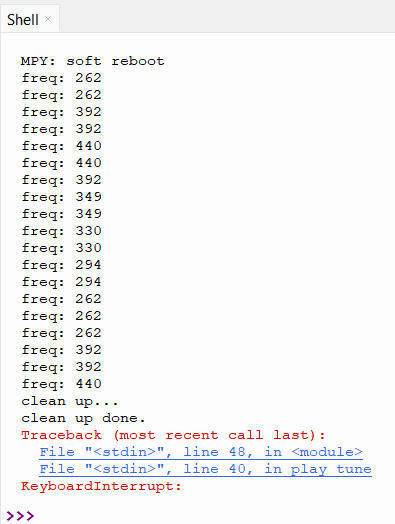 Shell ×
MPY: soft reboot
freq: 262
freq: 262
freq: 392
freq: 392
freq: 440
freq: 440
freq: 392
freq: 349
freq: 349
freq: 330
freq: 330
freq: 294
freq: 294
freq: 262
freq: 262
freq: 262
freq: 392
freq: 392
freq: 440
clean up...
clean up done.
Traceback (most recent call last):
File "<stdin>", line 48, in <module>
File "<stdin>", line 40, in play tune
KeyboardInterrupt:
>>>